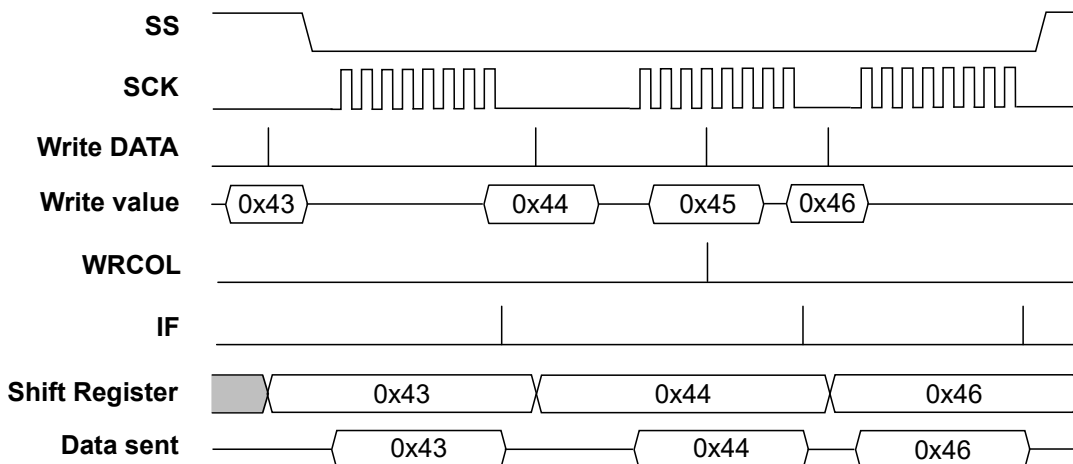 SS
SCK
Write DATA
Write value 0x43 0x44 0x45 0x46
WRCOL
IF
Shift Register 0x43 0x44 0x46
Data sent 0x43 0x44 0x46